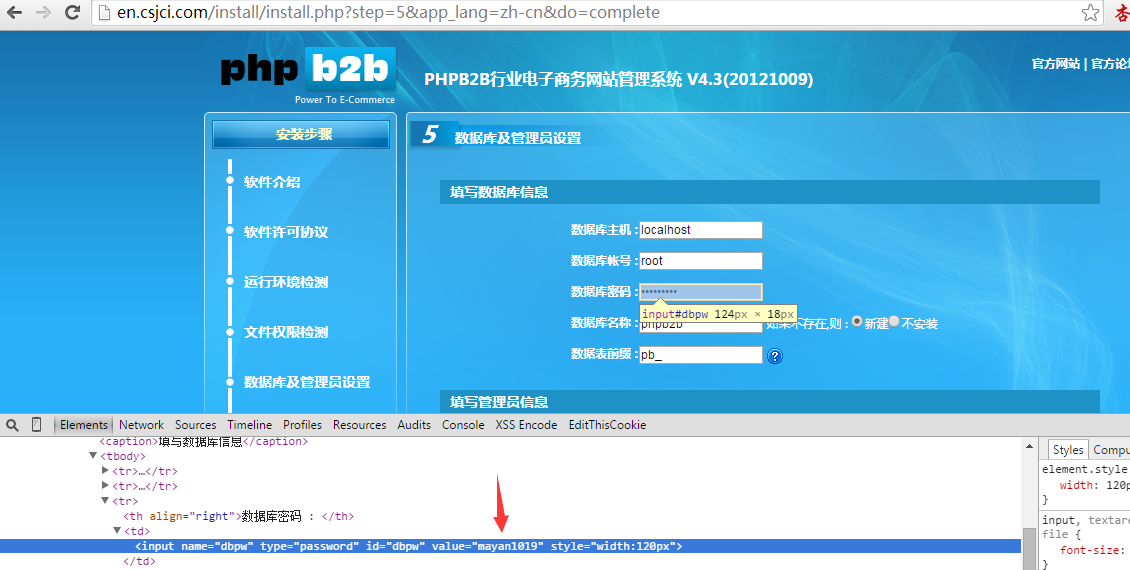 en.csjci.com/install/install.php?step=5&app_lang=zh-cn&do=complete
php b2b
Power To E-Commerce
PHPB2B行业电子商务网站管理系统 V4.3(20121009)
官方网站 | 官方论
安装步骤
5 数据库及管理员设置
软件介绍
软件许可协议
运行环境检测
文件权限检测
数据库及管理员设置
填写数据库信息
数据库主机 : localhost
数据库帐号 : root
数据库密码 : •••••••••
input#dbpw 124px × 18px
数据库名称 : phpb2b 如果不存在,则 : 新建 不安装
数据表前缀 : pb_ ?
填写管理员信息
Elements Network Sources Timeline Profiles Resources Audits Console XSS Encode EditThisCookie
<caption>填写数据库信息</caption>
▼<tbody>
▶<tr>…</tr>
▶<tr>…</tr>
▼<tr>
<th align="right">数据库密码 : </th>
▼<td>
<input name="dbpw" type="password" id="dbpw" value="mayan1019" style="width:120px">
</td>
Styles Compu
element.style
width: 120p
}
input, textare
file {
font-size:
}